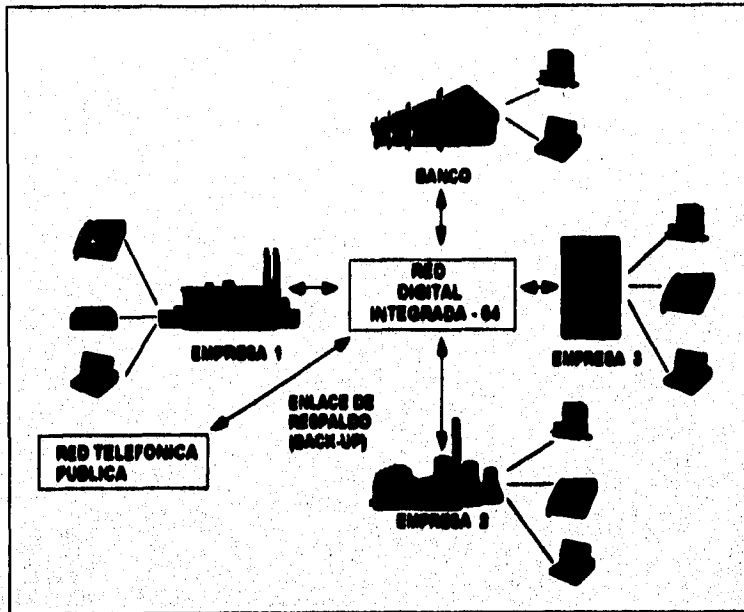 BANCO
RED
DIGITAL
INTEGRADA - 64
EMPRESA 1
EMPRESA 3
ENLACE DE
RESPALDO
(BACK-UP)
RED TELEFONICA
PUBLICA
EMPRESA 2